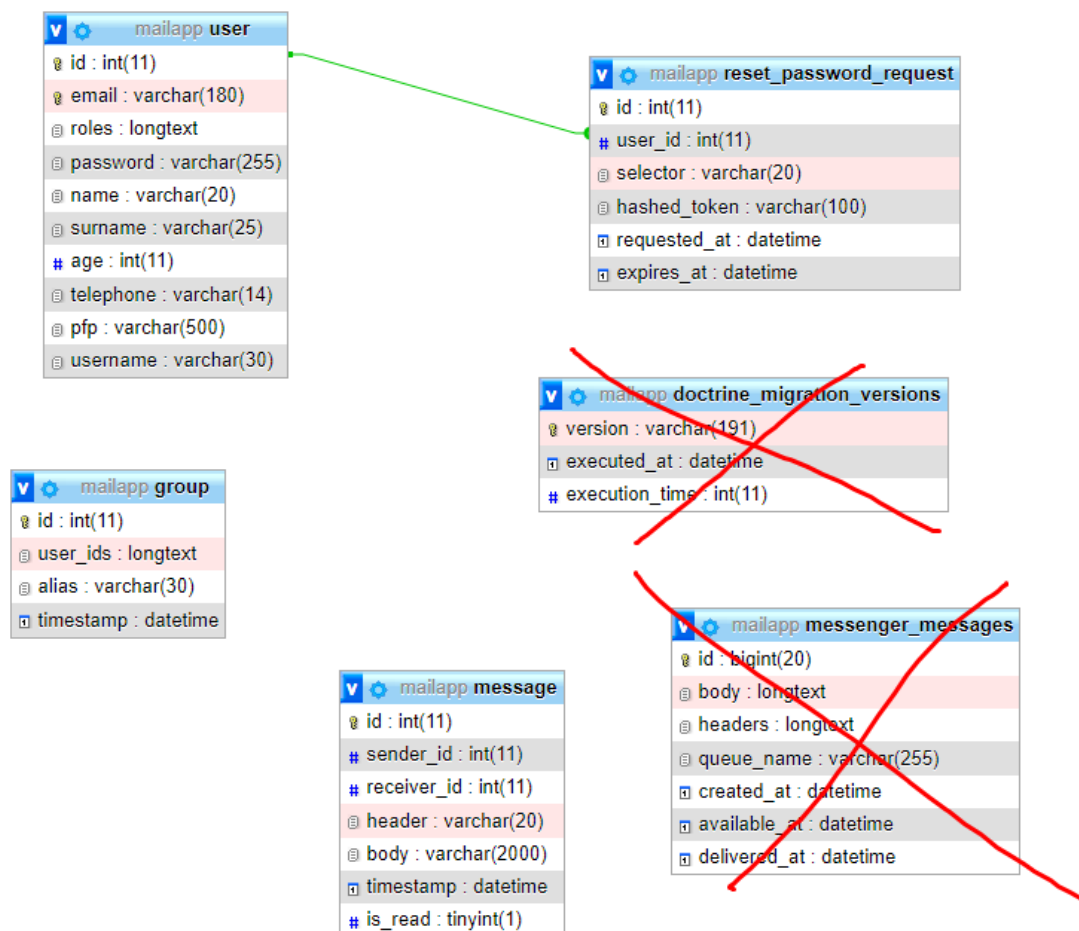 mailapp user
id : int(11)
email : varchar(180)
roles : longtext
password : varchar(255)
name : varchar(20)
surname : varchar(25)
# age : int(11)
telephone : varchar(14)
pfp : varchar(500)
username : varchar(30)
mailapp reset_password_request
id : int(11)
# user_id : int(11)
selector : varchar(20)
hashed_token : varchar(100)
requested_at : datetime
expires_at : datetime
mailapp doctrine_migration_versions
version : varchar(191)
executed_at : datetime
# execution_time : int(11)
mailapp group
id : int(11)
user_ids : longtext
alias : varchar(30)
timestamp : datetime
mailapp messenger_messages
id : bigint(20)
body : longtext
headers : longtext
queue_name : varchar(255)
created_at : datetime
available_at : datetime
delivered_at : datetime
mailapp message
id : int(11)
# sender_id : int(11)
# receiver_id : int(11)
header : varchar(20)
body : varchar(2000)
timestamp : datetime
# is_read : tinyint(1)